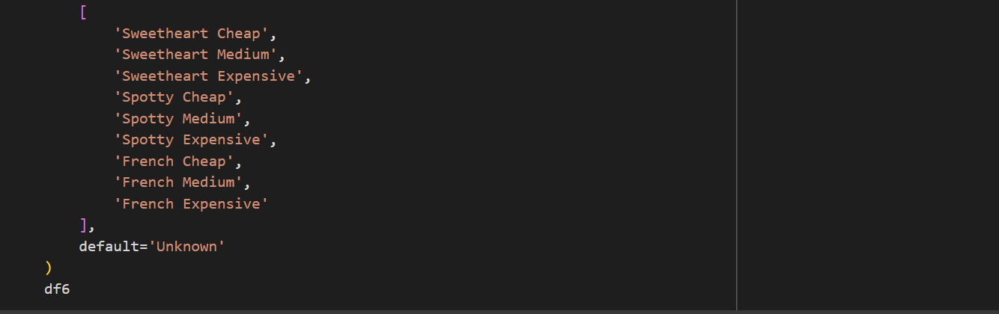 [
'Sweetheart Cheap',
'Sweetheart Medium',
'Sweetheart Expensive',
'Spotty Cheap',
'Spotty Medium',
'Spotty Expensive',
'French Cheap',
'French Medium',
'French Expensive'
],
default='Unknown'
)
df6